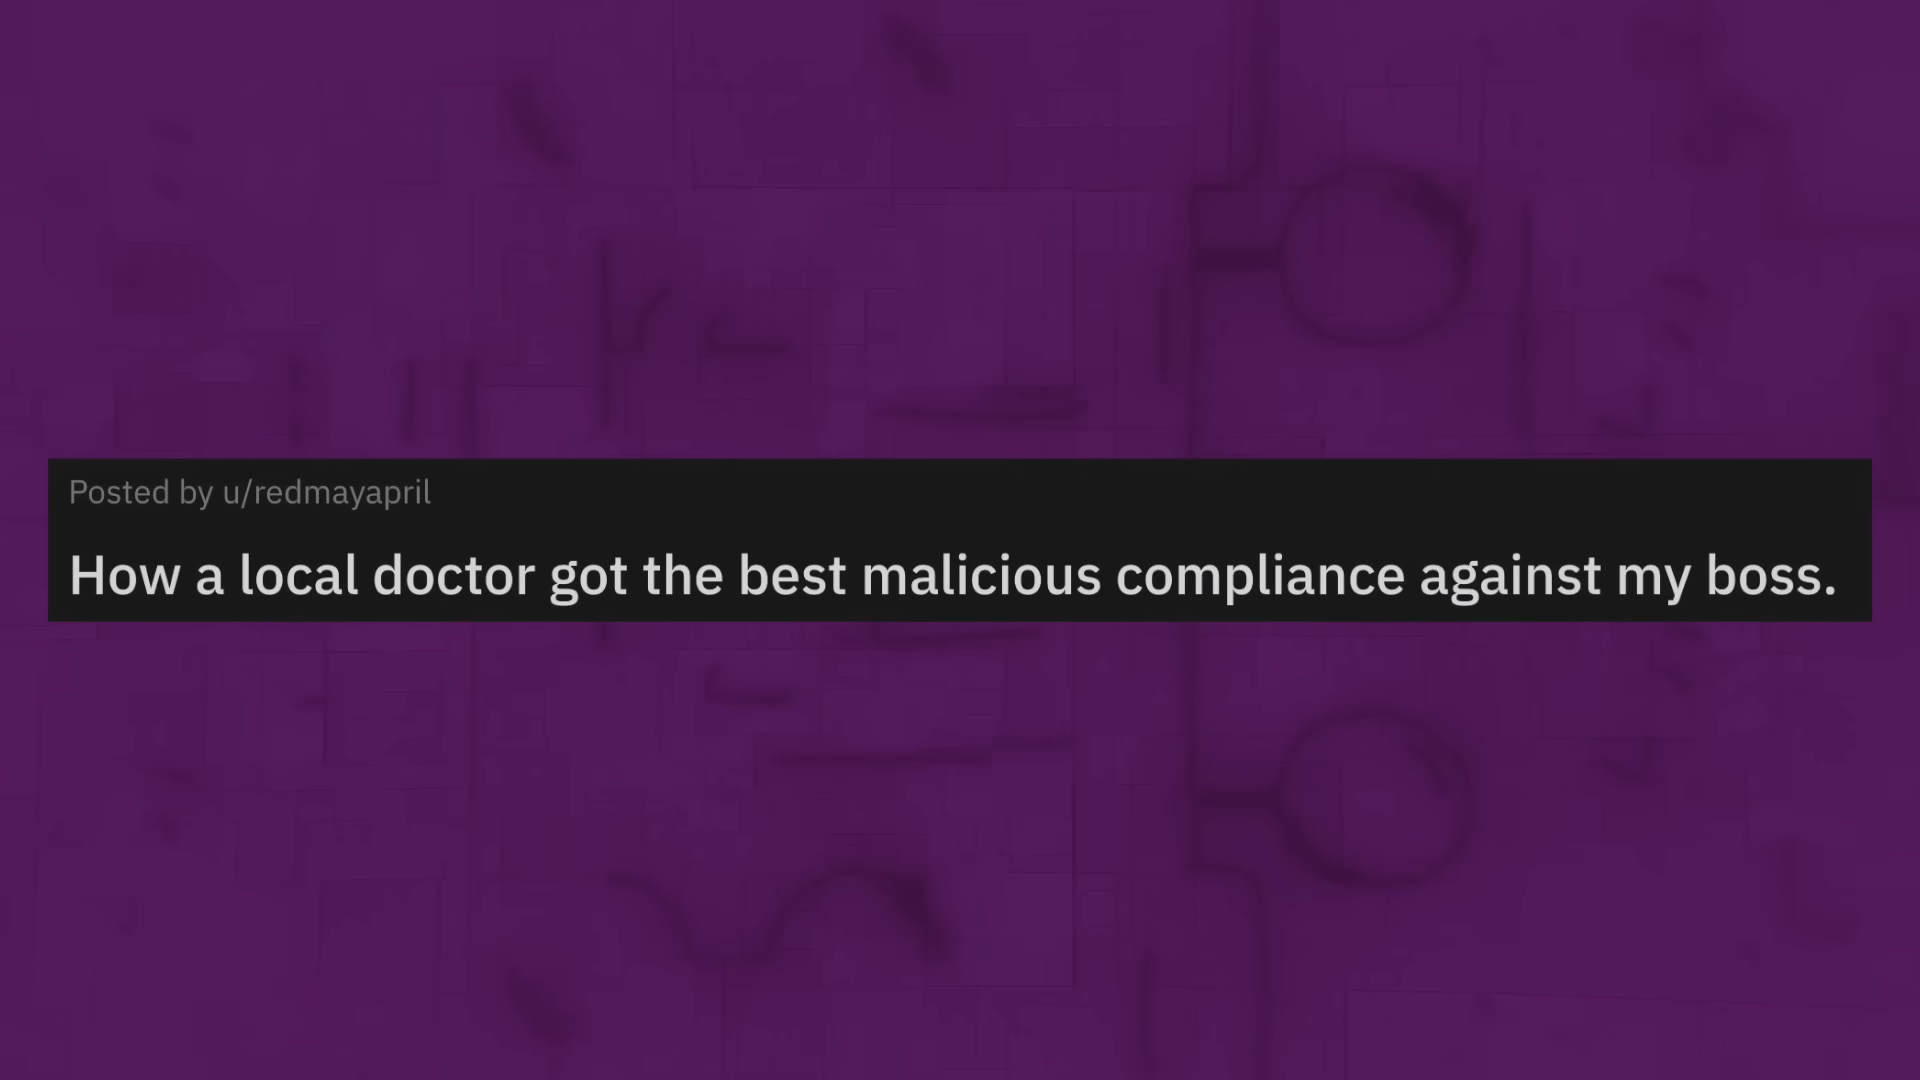 Posted by u/redmayapril
How a local doctor got the best malicious compliance against my boss.